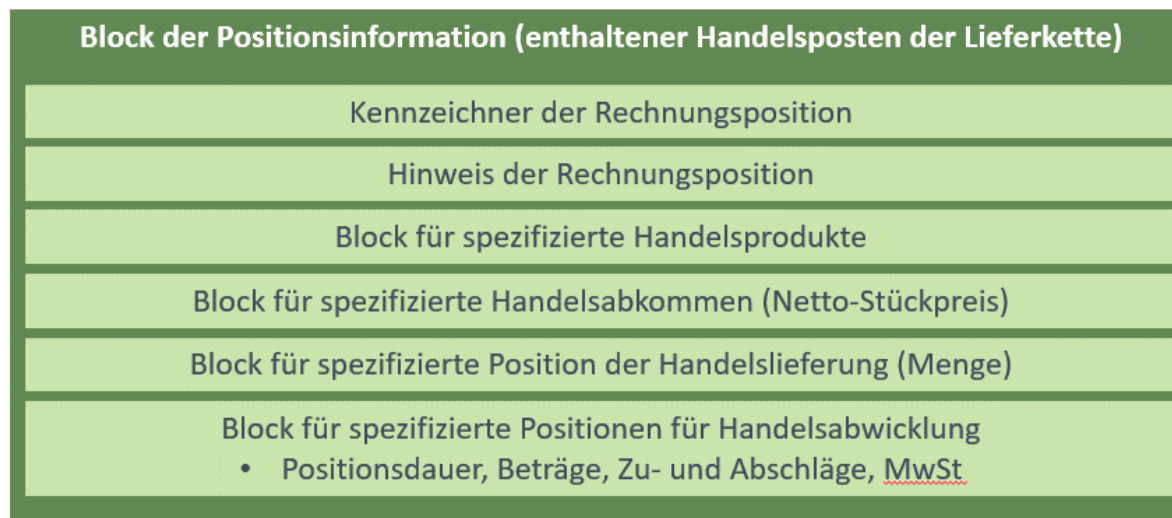 Block der Positionsinformation (enthaltener Handelsposten der Lieferkette)
Kennzeichner der Rechnungsposition
Hinweis der Rechnungsposition
Block für spezifizierte Handelsprodukte
Block für spezifizierte Handelsabkommen (Netto-Stückpreis)
Block für spezifizierte Position der Handelslieferung (Menge)
Block für spezifizierte Positionen für Handelsabwicklung
• Positionsdauer, Beträge, Zu- und Abschläge, MwSt